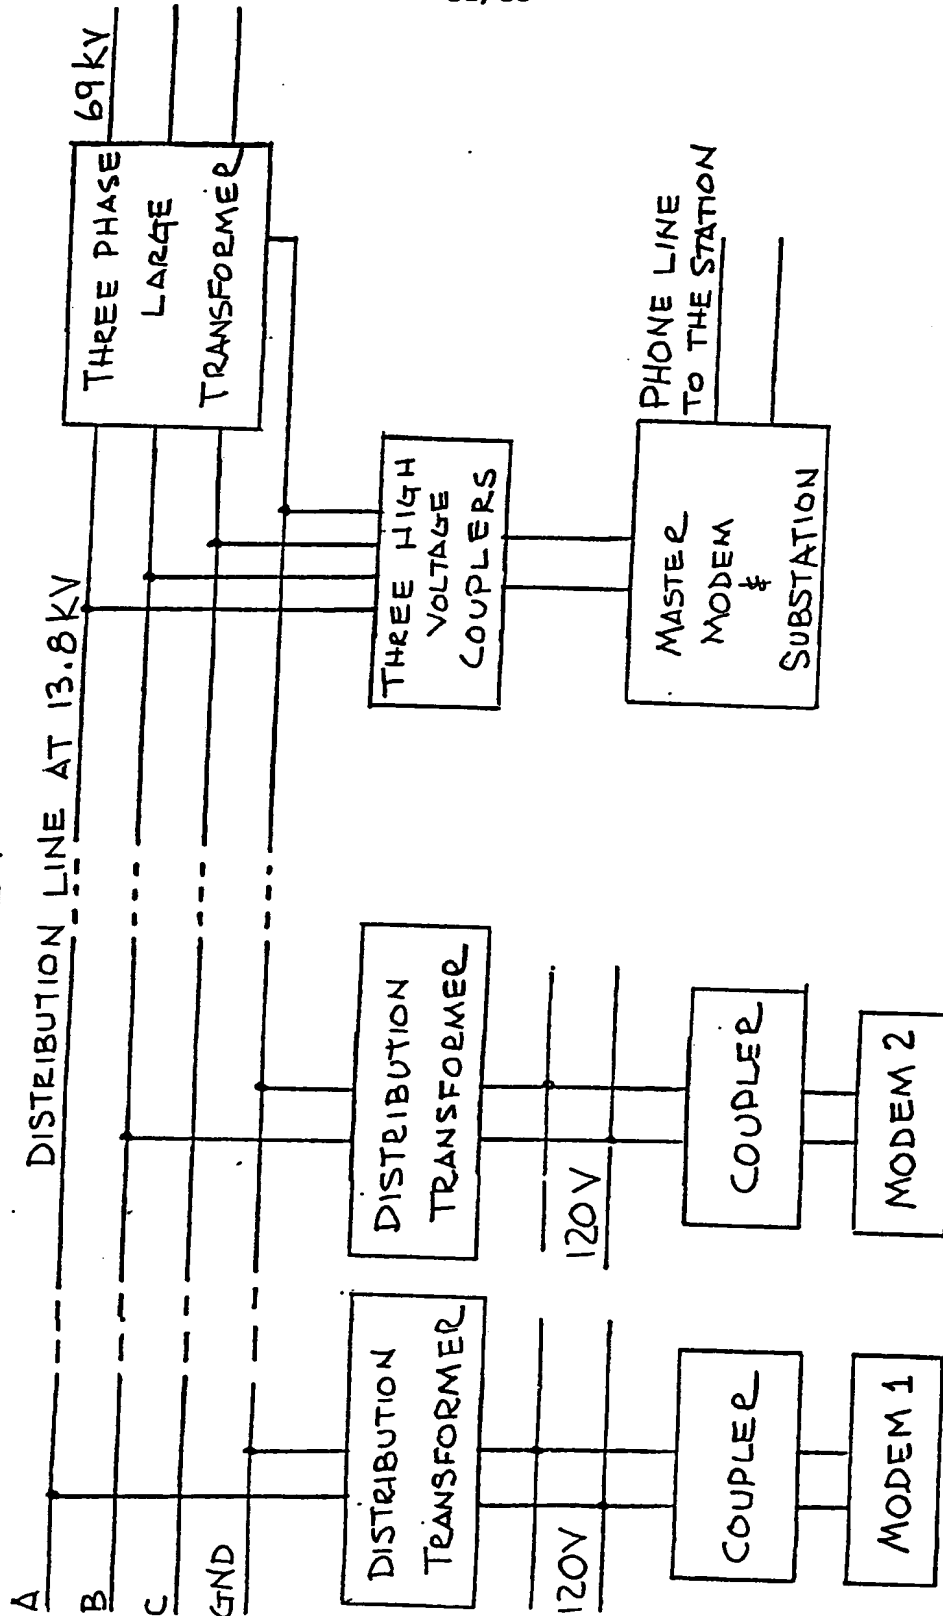 DISTRIBUTION LINE AT 13.8KV
69KV
A
B
C
GND
THREE PHASE
LARGE
TRANSFORMER
DISTRIBUTION
TRANSFORMER
DISTRIBUTION
TRANSFORMER
THREE HIGH
VOLTAGE
COUPLERS
PHONE LINE
TO THE STATION
120V
120V
MASTER
MODEM
&
SUBSTATION
COUPLER
COUPLER
MODEM 1
MODEM 2